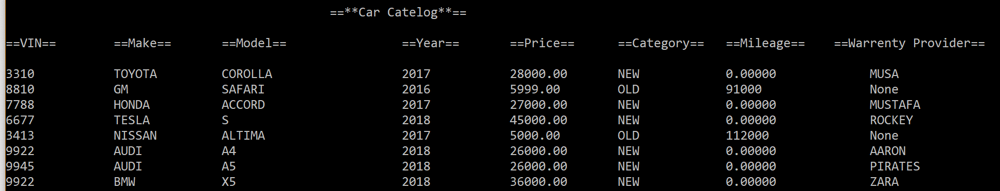 ==**Car Catelog**==
==VIN== ==Make== ==Model== ==Year== ==Price== ==Category== ==Mileage== ==Warrenty Provider==
3310 TOYOTA COROLLA 2017 28000.00 NEW 0.00000 MUSA
8810 GM SAFARI 2016 5999.00 OLD 91000 None
7788 HONDA ACCORD 2017 27000.00 NEW 0.00000 MUSTAFA
6677 TESLA S 2018 45000.00 NEW 0.00000 ROCKEY
3413 NISSAN ALTIMA 2017 5000.00 OLD 112000 None
9922 AUDI A4 2018 26000.00 NEW 0.00000 AARON
9945 AUDI A5 2018 26000.00 NEW 0.00000 PIRATES
9922 BMW X5 2018 36000.00 NEW 0.00000 ZARA